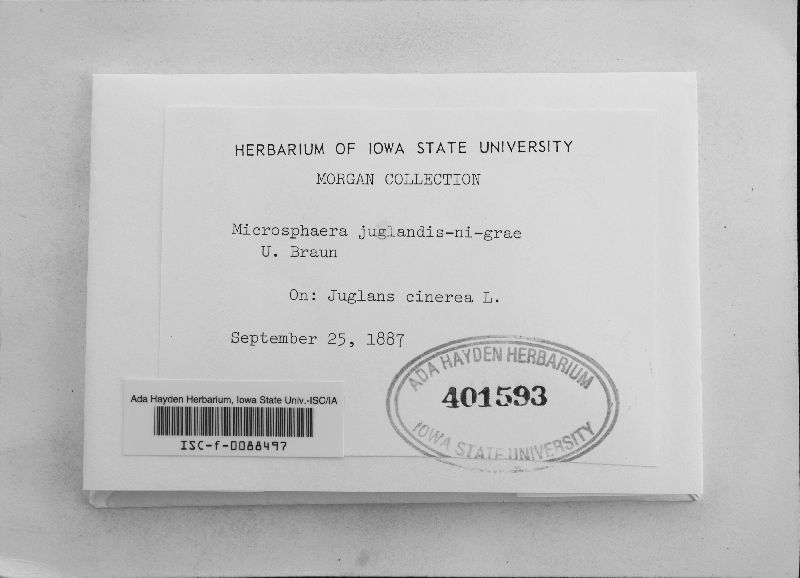 HERBARIUM OF IOWA STATE UNIVERSITY
MORGAN COLLECTION
Microsphaera juglandis-ni-grae
U. Braun
On: Juglans cinerea L.
September 25, 1887
ADA HAYDEN HERBARIUM
401593
IOWA STATE UNIVERSITY
Ada Hayden Herbarium, Iowa State Univ.-ISC/IA
ISC-f-0088497